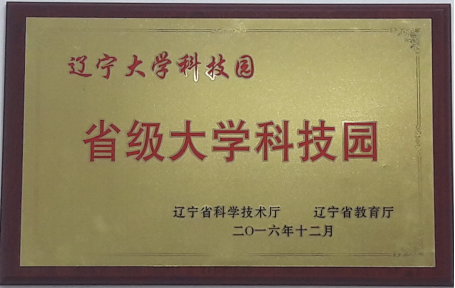 辽宁大学科技园
省级大学科技园
辽宁省科学技术厅 辽宁省教育厅
二〇一六年十二月